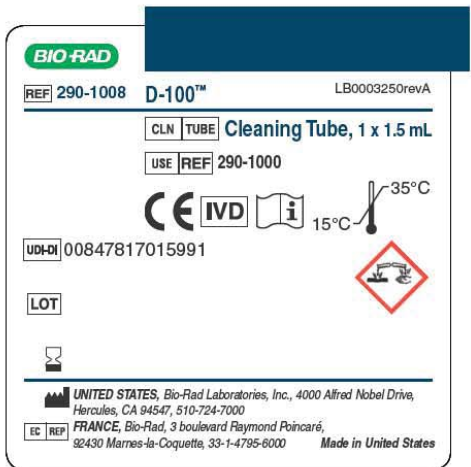 BIO-RAD
REF 290-1008 D-100™ LB0003250revA
CLN TUBE Cleaning Tube, 1 x 1.5 mL
USE REF 290-1000
CE IVD i 15°C 35°C
UDI-DI 00847817015991
LOT
UNITED STATES, Bio-Rad Laboratories, Inc., 4000 Alfred Nobel Drive,
Hercules, CA 94547, 510-724-7000
EC REP FRANCE, Bio-Rad, 3 boulevard Raymond Poincaré,
92430 Marnes-la-Coquette, 33-1-4795-6000 Made in United States